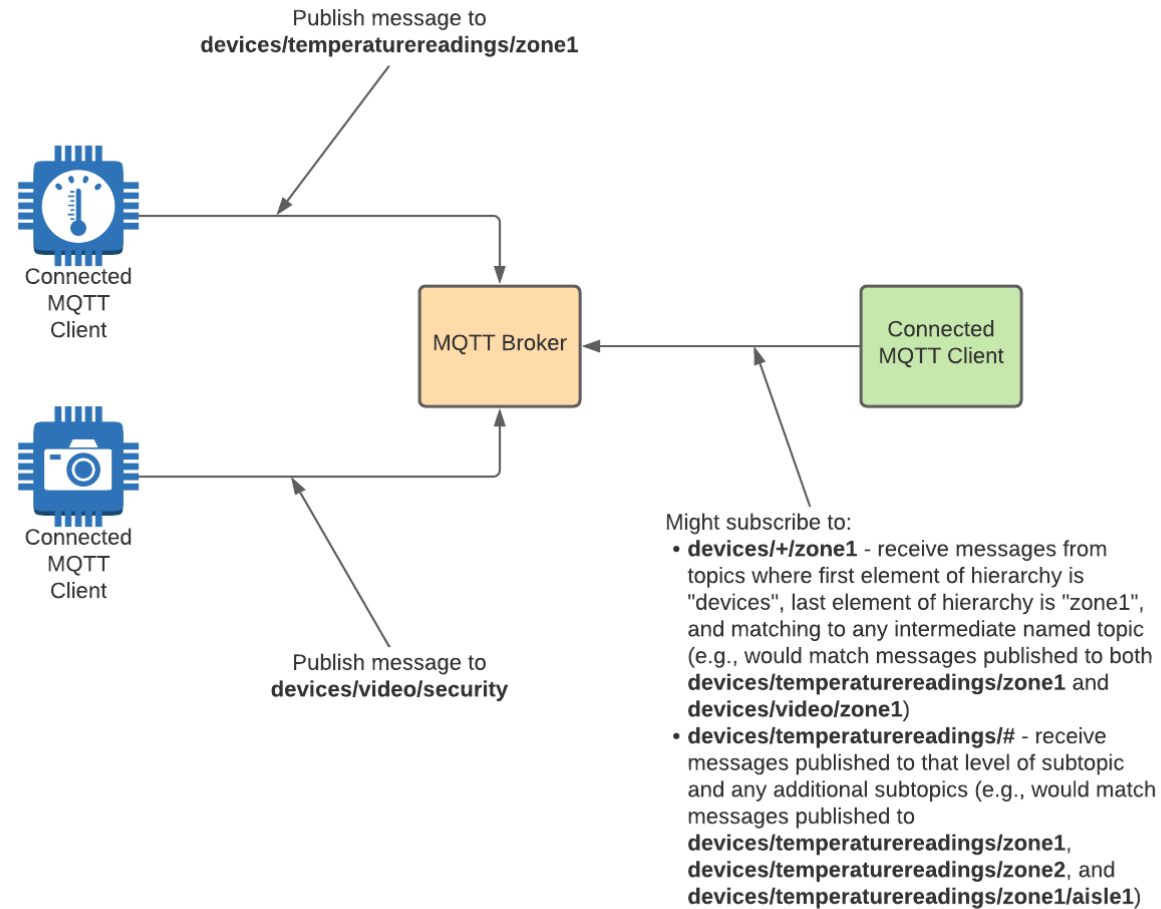 Publish message to
devices/temperaturereadings/zone1
Connected
MQTT
Client
MQTT Broker
Connected
MQTT Client
Connected
MQTT
Client
Publish message to
devices/video/security
Might subscribe to:
• devices/+/zone1 - receive messages from
topics where first element of hierarchy is
"devices", last element of hierarchy is "zone1",
and matching to any intermediate named topic
(e.g., would match messages published to both
devices/temperaturereadings/zone1 and
devices/video/zone1)
• devices/temperaturereadings/# - receive
messages published to that level of subtopic
and any additional subtopics (e.g., would match
messages published to
devices/temperaturereadings/zone1,
devices/temperaturereadings/zone2, and
devices/temperaturereadings/zone1/aisle1)